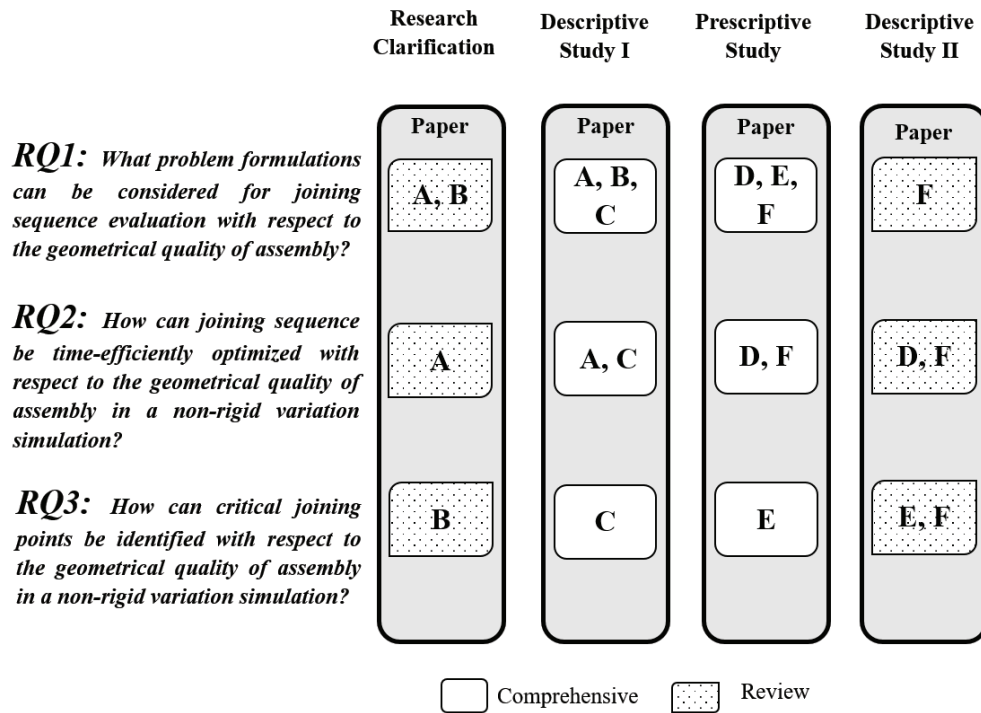 Research
Clarification
Descriptive
Study I
Prescriptive
Study
Descriptive
Study II
Paper
Paper
Paper
Paper
RQ1: What problem formulations
can be considered for joining
sequence evaluation with respect to
the geometrical quality of assembly?
A, B
A, B,
C
D, E,
F
F
RQ2: How can joining sequence
be time-efficiently optimized with
respect to the geometrical quality of
assembly in a non-rigid variation
simulation?
A
A, C
D, F
D, F
RQ3: How can critical joining
points be identified with respect to
the geometrical quality of assembly
in a non-rigid variation simulation?
B
C
E
E, F
Comprehensive
Review